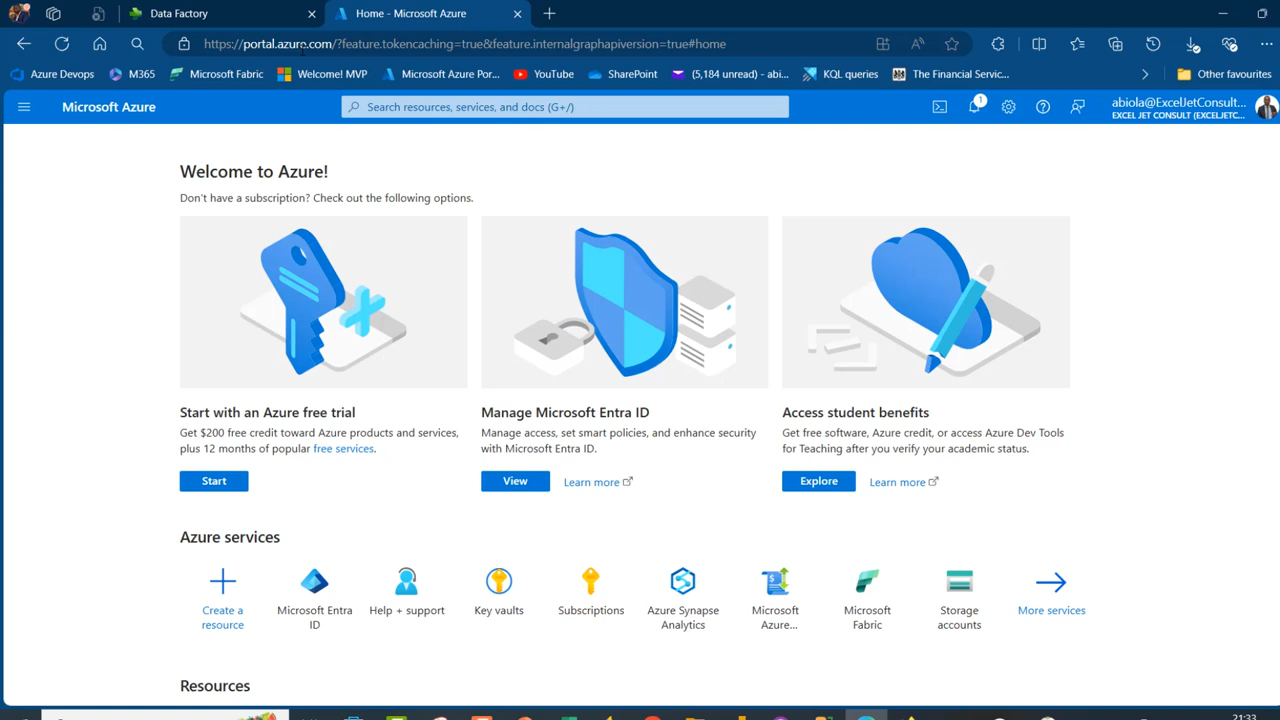 Data Factory
Home - Microsoft Azure
https://portal.azure.com/?feature.tokencaching=true&feature.internalgraphapiversion=true#home
Azure Devops
M365
Microsoft Fabric
Welcome! MVP
Microsoft Azure Por...
YouTube
SharePoint
(5,184 unread) - abi...
KQL queries
The Financial Servic...
Other favourites
Microsoft Azure
Search resources, services, and docs (G+/)
1
abiola@ExcelJetConsult...
EXCEL JET CONSULT (EXCELJETC...
Welcome to Azure!
Don't have a subscription? Check out the following options.
Start with an Azure free trial
Get $200 free credit toward Azure products and services,
plus 12 months of popular free services.
Start
Manage Microsoft Entra ID
Manage access, set smart policies, and enhance security
with Microsoft Entra ID.
View
Learn more
Access student benefits
Get free software, Azure credit, or access Azure Dev Tools
for Teaching after you verify your academic status.
Explore
Learn more
Azure services
Create a
resource
Microsoft Entra
ID
Help + support
Key vaults
Subscriptions
Azure Synapse
Analytics
Microsoft
Azure...
Microsoft
Fabric
Storage
accounts
More services
Resources
21:33